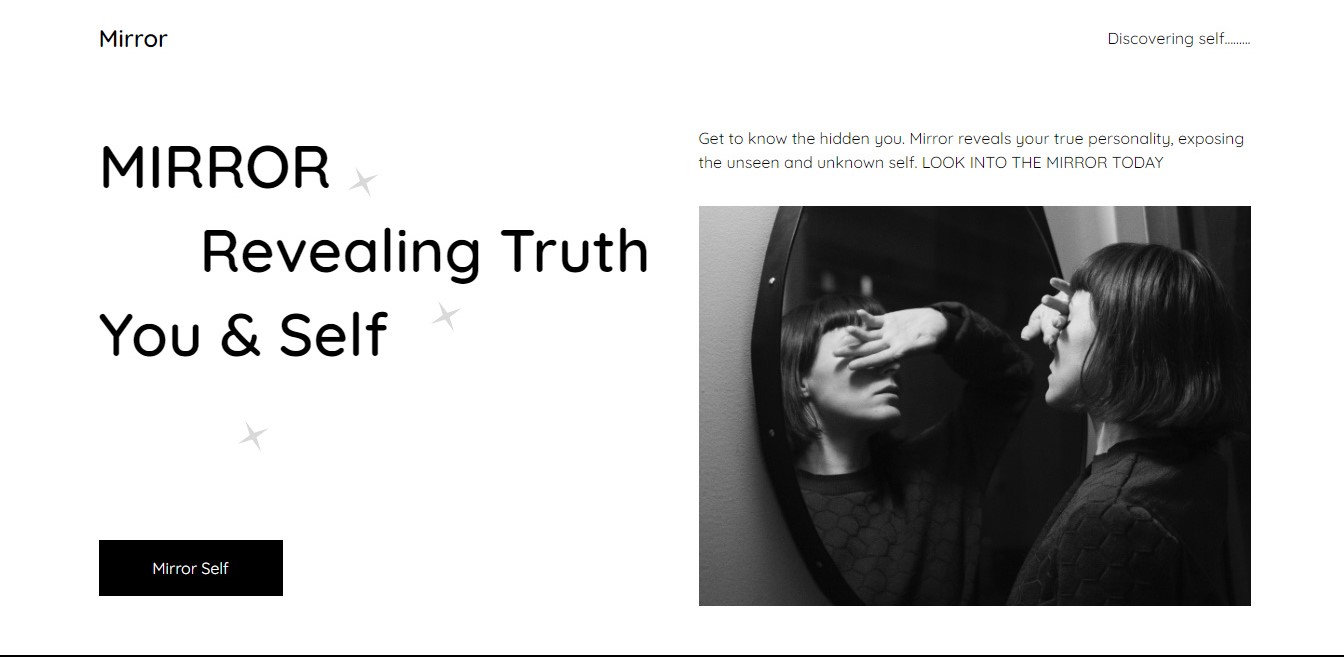 Mirror
Discovering self.........
MIRROR
Revealing Truth
You & Self
Get to know the hidden you. Mirror reveals your true personality, exposing
the unseen and unknown self. LOOK INTO THE MIRROR TODAY
Mirror Self